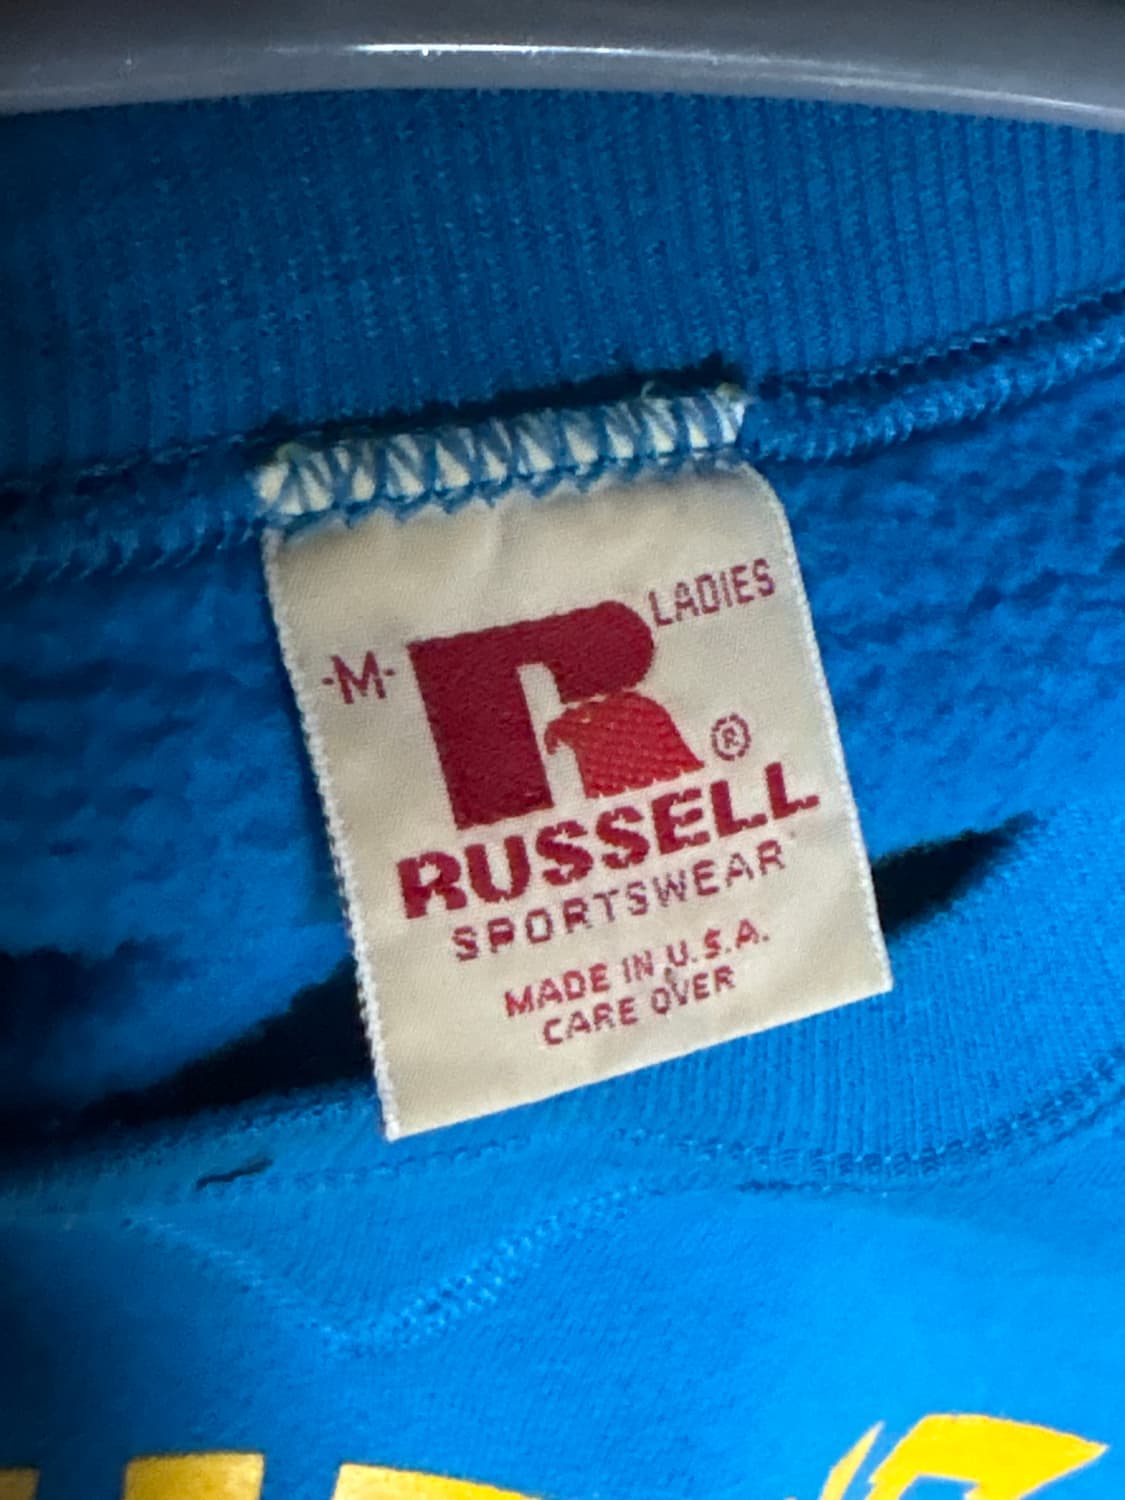 LADIES
-M-
R
®
RUSSELL
SPORTSWEAR
MADE IN U.S.A.
CARE OVER